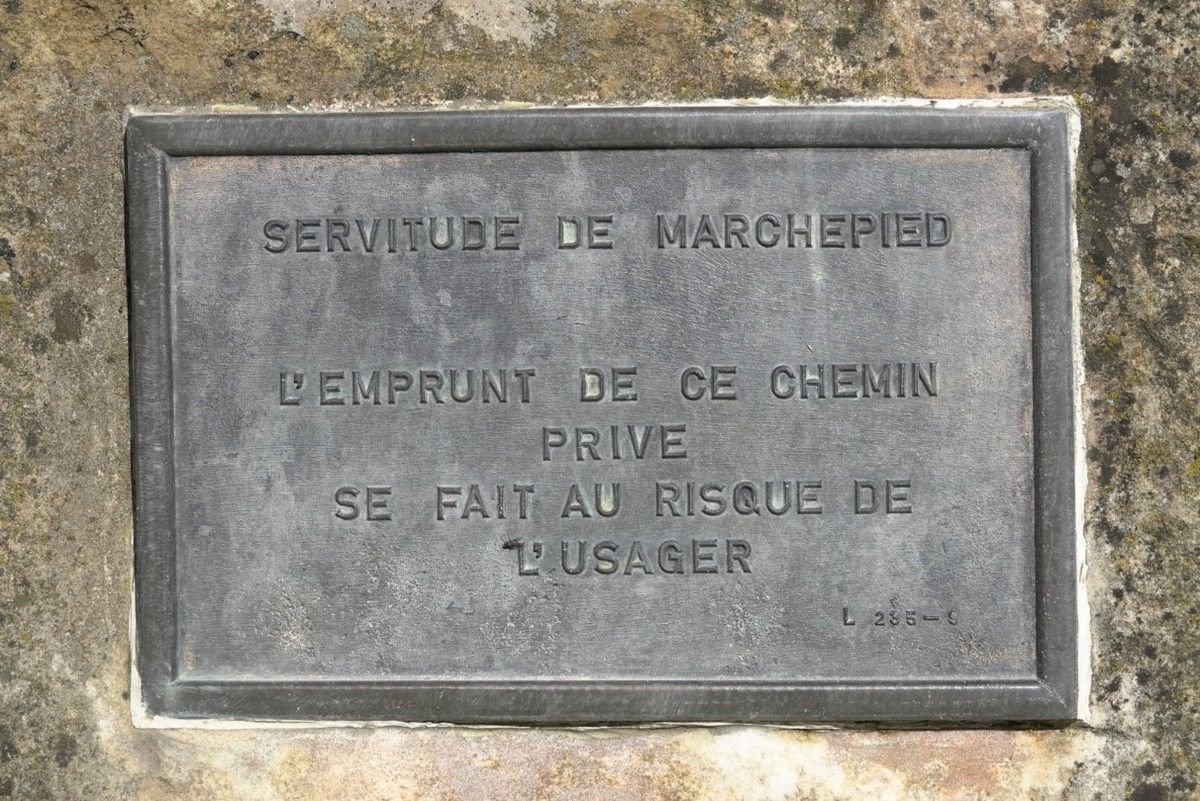 SERVITUDE DE MARCHEPIED
L'EMPRUNT DE CE CHEMIN
PRIVE
SE FAIT AU RISQUE DE
L'USAGER
L 235-9